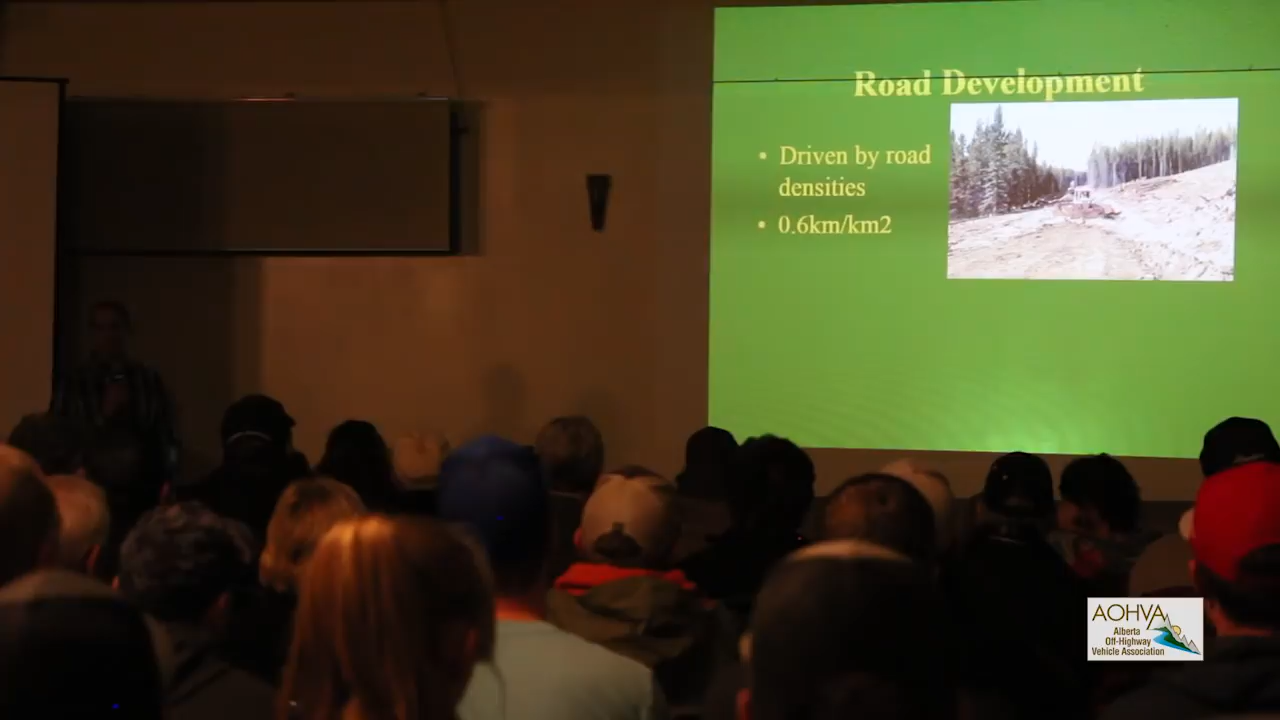 Road Development
• Driven by road
densities
• 0.6km/km2
AOHVA
Alberta
Off-Highway
Vehicle Association